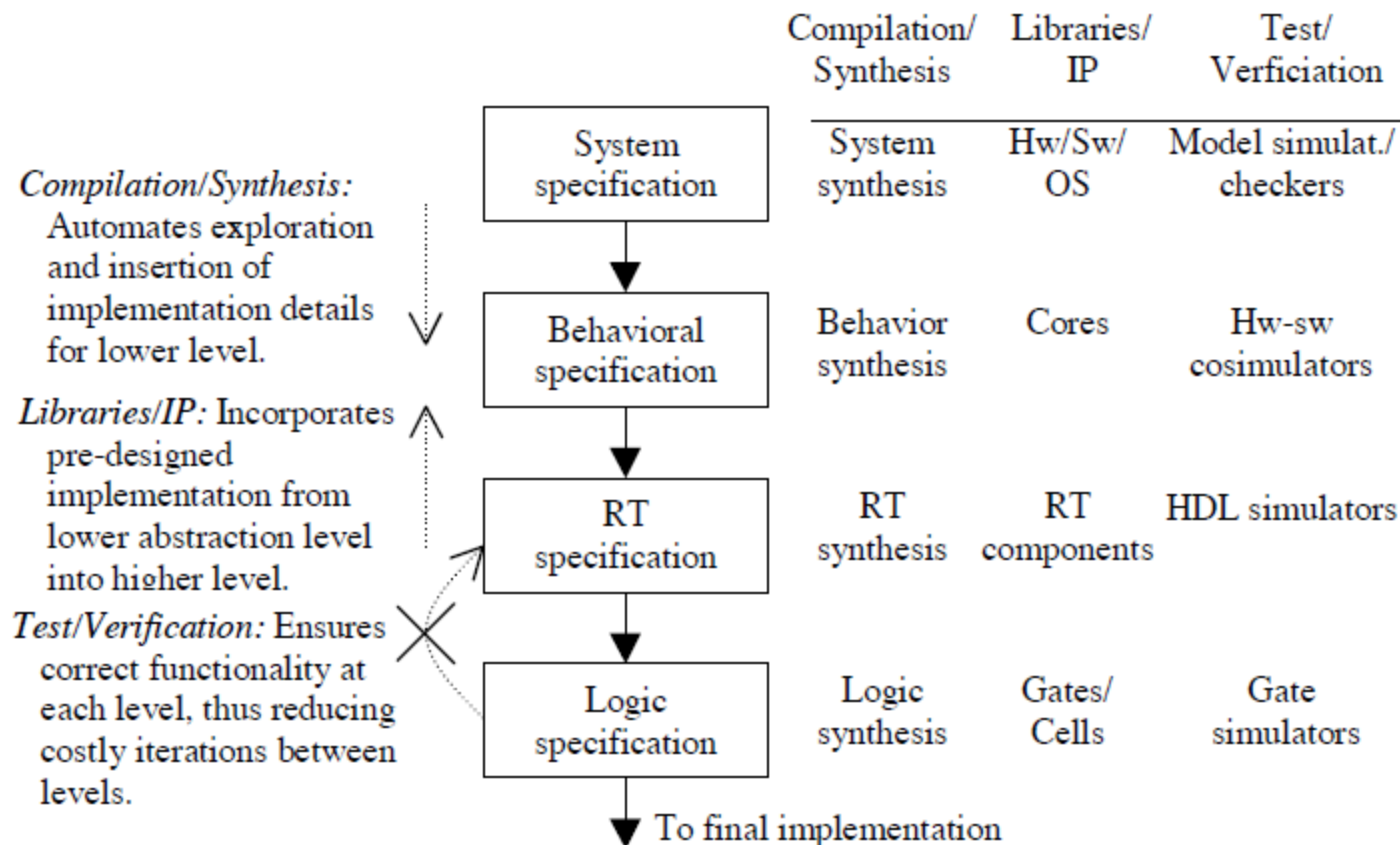 Compilation/ Libraries/ Test/
Synthesis IP Verficiation
System
specification
System Hw/Sw/ Model simulat./
synthesis OS checkers
Compilation/Synthesis:
Automates exploration
and insertion of
implementation details
for lower level.
Behavioral
specification
Behavior Cores Hw-sw
synthesis cosimulators
Libraries/IP: Incorporates
pre-designed
implementation from
lower abstraction level
into higher level.
RT
specification
RT RT HDL simulators
synthesis components
Test/Verification: Ensures
correct functionality at
each level, thus reducing
costly iterations between
levels.
Logic
specification
Logic Gates/ Gate
synthesis Cells simulators
To final implementation